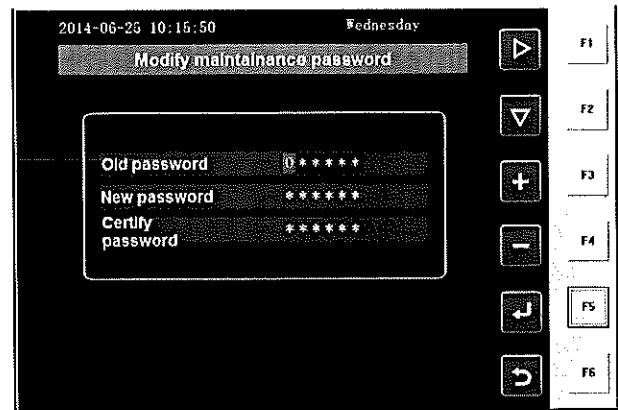 2014-06-25 10:15:50 Wednesday
Modify maintainance password
Old password 0*****
New password ******
Certify
password ******
F1
F2
F3
F4
F5
F6